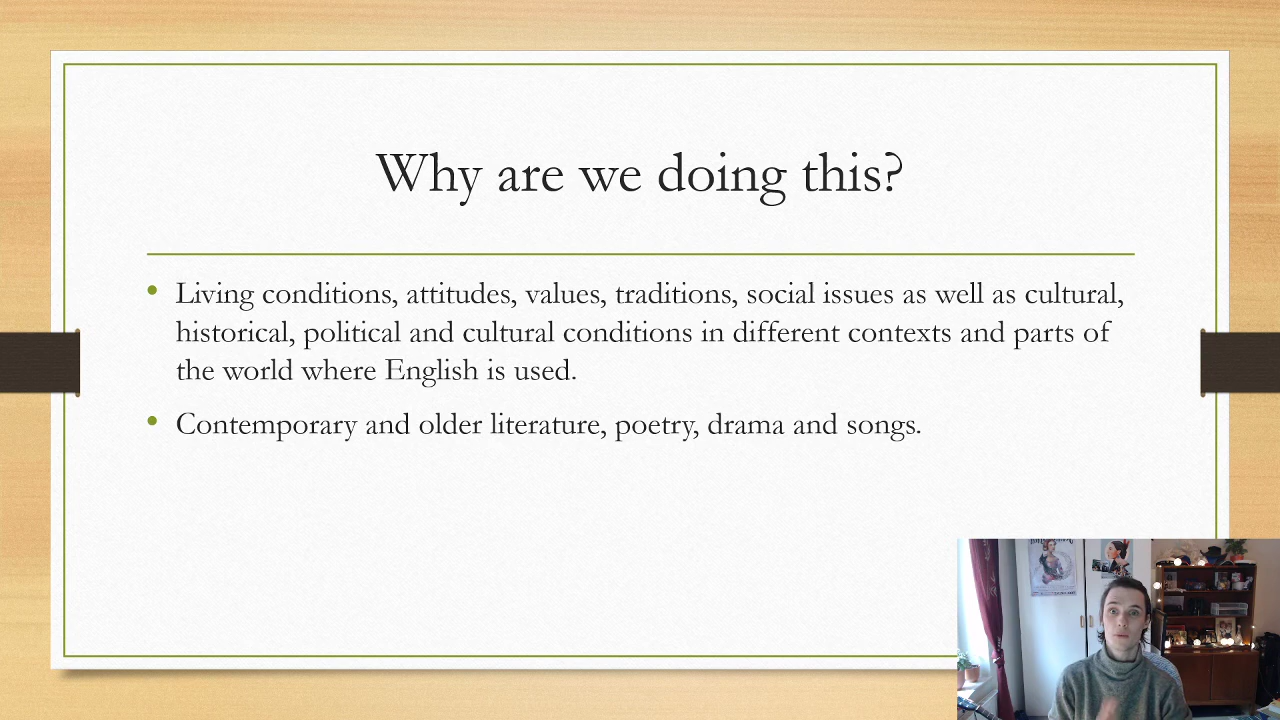 Why are we doing this?
• Living conditions, attitudes, values, traditions, social issues as well as cultural,
historical, political and cultural conditions in different contexts and parts of
the world where English is used.
• Contemporary and older literature, poetry, drama and songs.